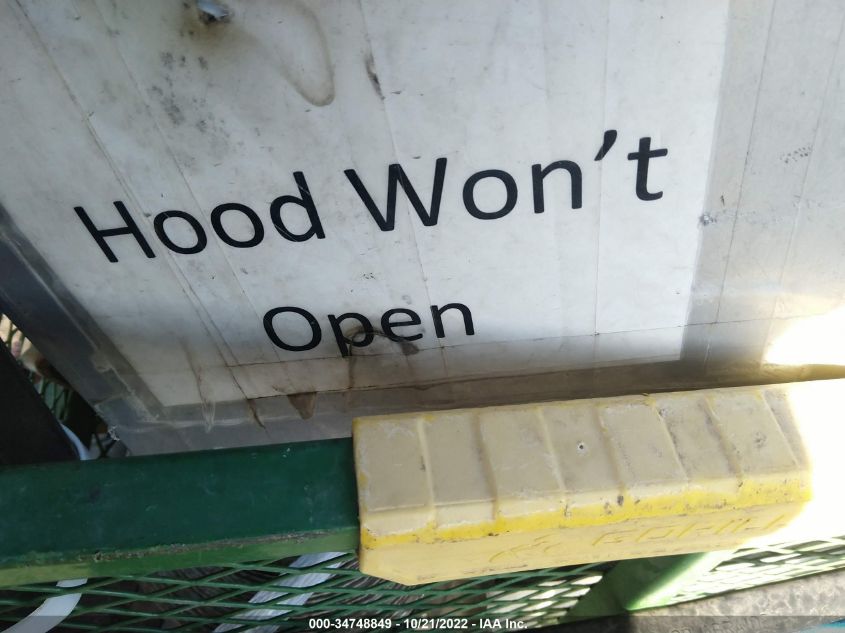 Hood Won't
Open
000-34748849 - 10/21/2022 - IAA Inc.